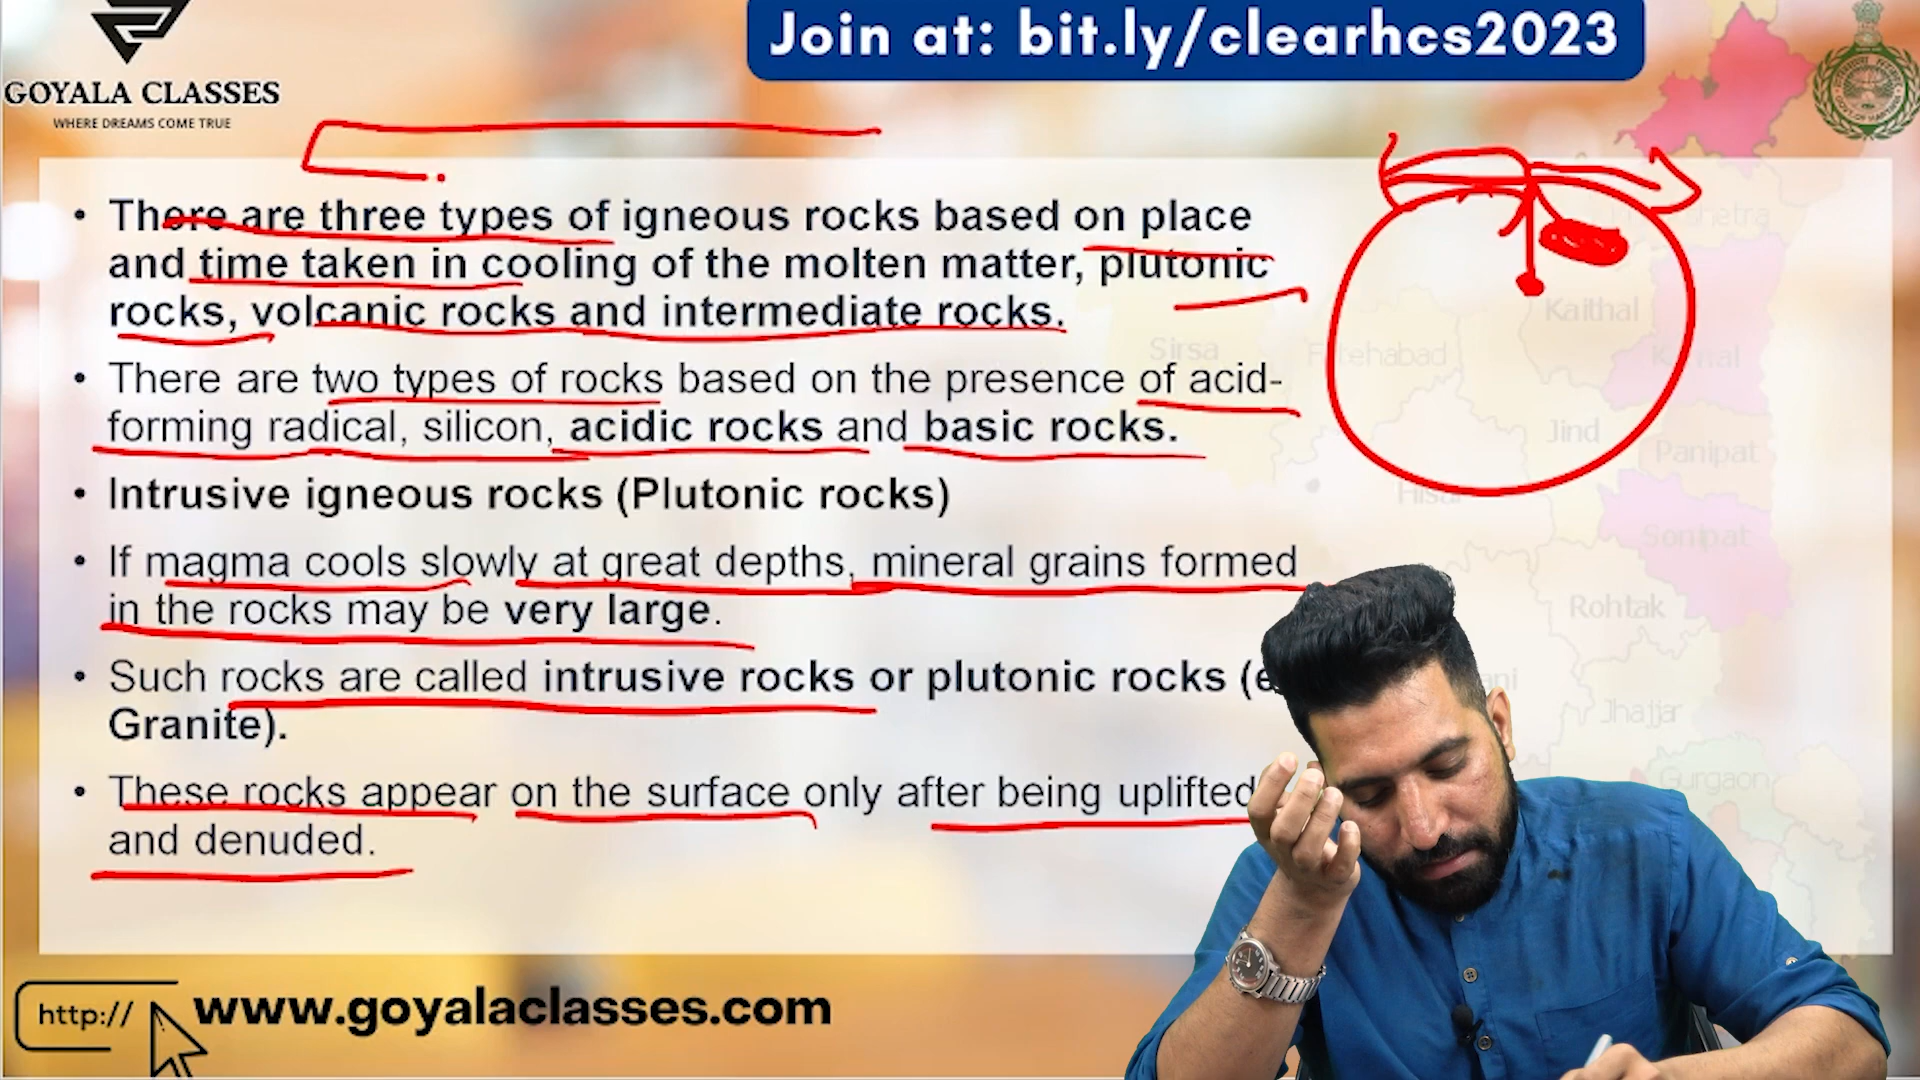 Join at: bit.ly/clearhcs2023
GOYALA CLASSES
WHERE DREAMS COME TRUE
• There are three types of igneous rocks based on place
and time taken in cooling of the molten matter, plutonic
rocks, volcanic rocks and intermediate rocks.
• There are two types of rocks based on the presence of acid-
forming radical, silicon, acidic rocks and basic rocks.
• Intrusive igneous rocks (Plutonic rocks)
• If magma cools slowly at great depths, mineral grains formed
in the rocks may be very large.
• Such rocks are called intrusive rocks or plutonic rocks (
Granite).
• These rocks appear on the surface only after being uplifted
and denuded.
Kaithal
Sirsa
Fatehabad
Jind
Panipat
Hisar
Sonipat
Rohtak
Jhajjar
Gurgaon
http://
www.goyalaclasses.com